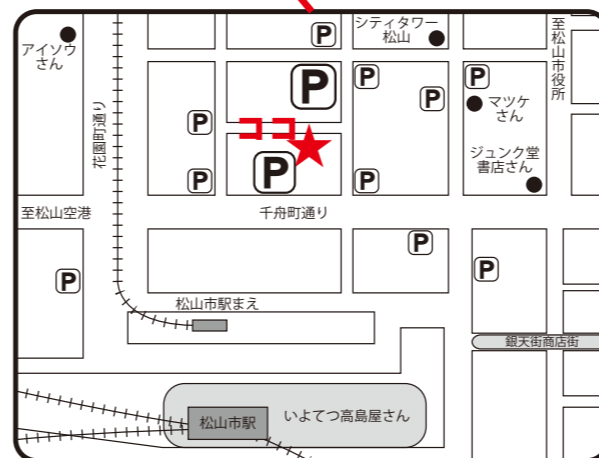 P
シティタワー
松山
アイソウ
さん
至松山市役所
P
P
P
P
マツケ
さん
花園町通り
P
ココ
ジュンク堂
書店さん
P
P
P
至松山空港
千舟町通り
P
P
P
松山市駅まえ
銀天街商店街
松山市駅
いよてつ高島屋さん